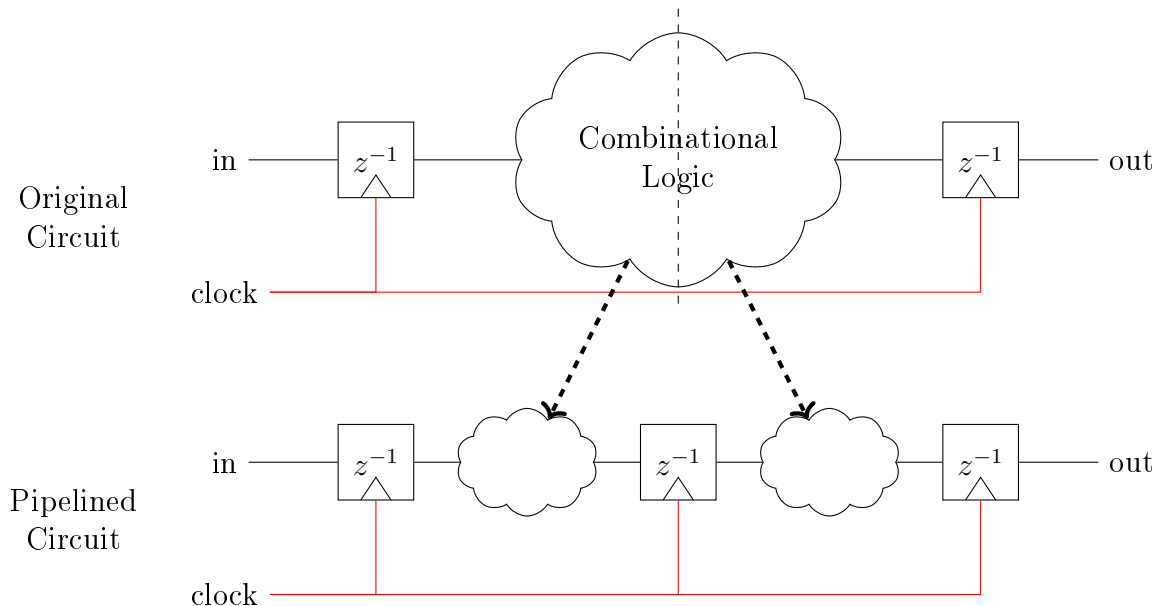 in
z⁻¹
Combinational
Logic
z⁻¹
out
Original
Circuit
clock
in
z⁻¹
z⁻¹
z⁻¹
out
Pipelined
Circuit
clock